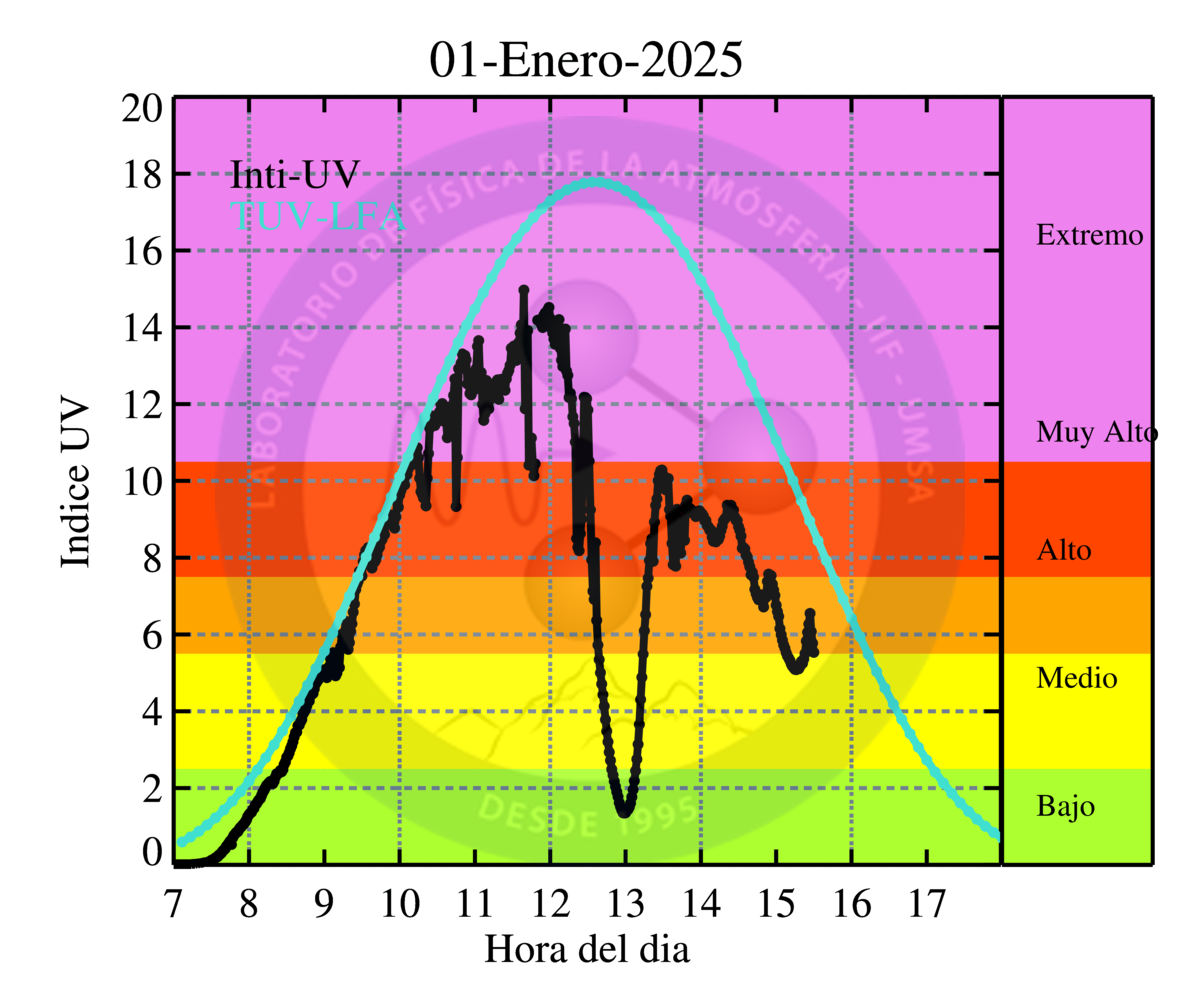 01-Enero-2025
20
18
16
14
12
10
8
6
4
2
0
Indice UV
Inti-UV
TUV-LFA
LABORATORIO DE FÍSICA DE LA ATMÓSFERA - IIF - UMSA
DESDE 1995
Extremo
Muy Alto
Alto
Medio
Bajo
7 8 9 10 11 12 13 14 15 16 17
Hora del dia